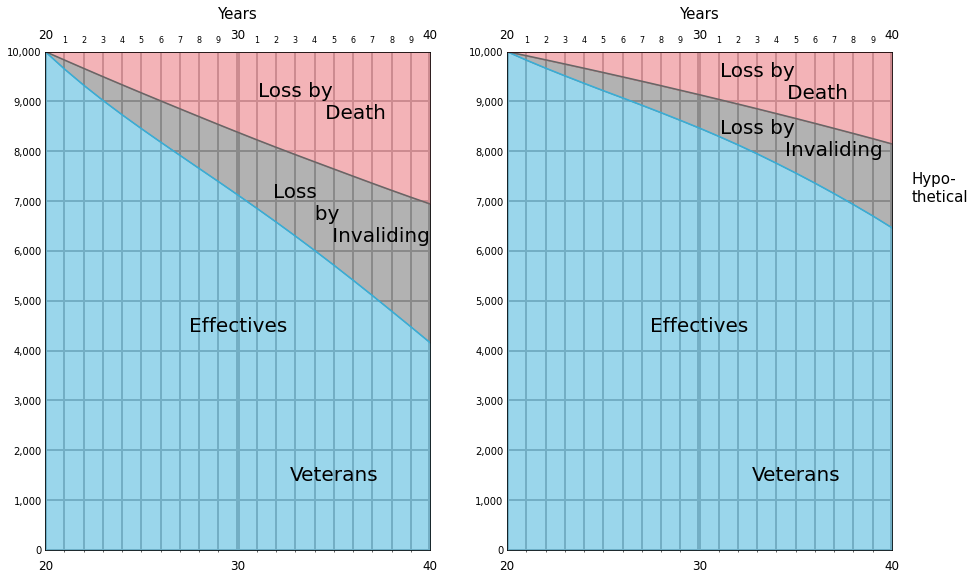 Years
Years
20 1 2 3 4 5 6 7 8 9 30 1 2 3 4 5 6 7 8 9 40
20 1 2 3 4 5 6 7 8 9 30 1 2 3 4 5 6 7 8 9 40
10,000
9,000
8,000
7,000
6,000
5,000
4,000
3,000
2,000
1,000
0
Loss by
Death
Loss
by
Invaliding
Effectives
Veterans
20 30 40
10,000
9,000
8,000
7,000
6,000
5,000
4,000
3,000
2,000
1,000
0
Loss by
Death
Loss by
Invaliding
Effectives
Veterans
20 30 40
Hypo-
thetical